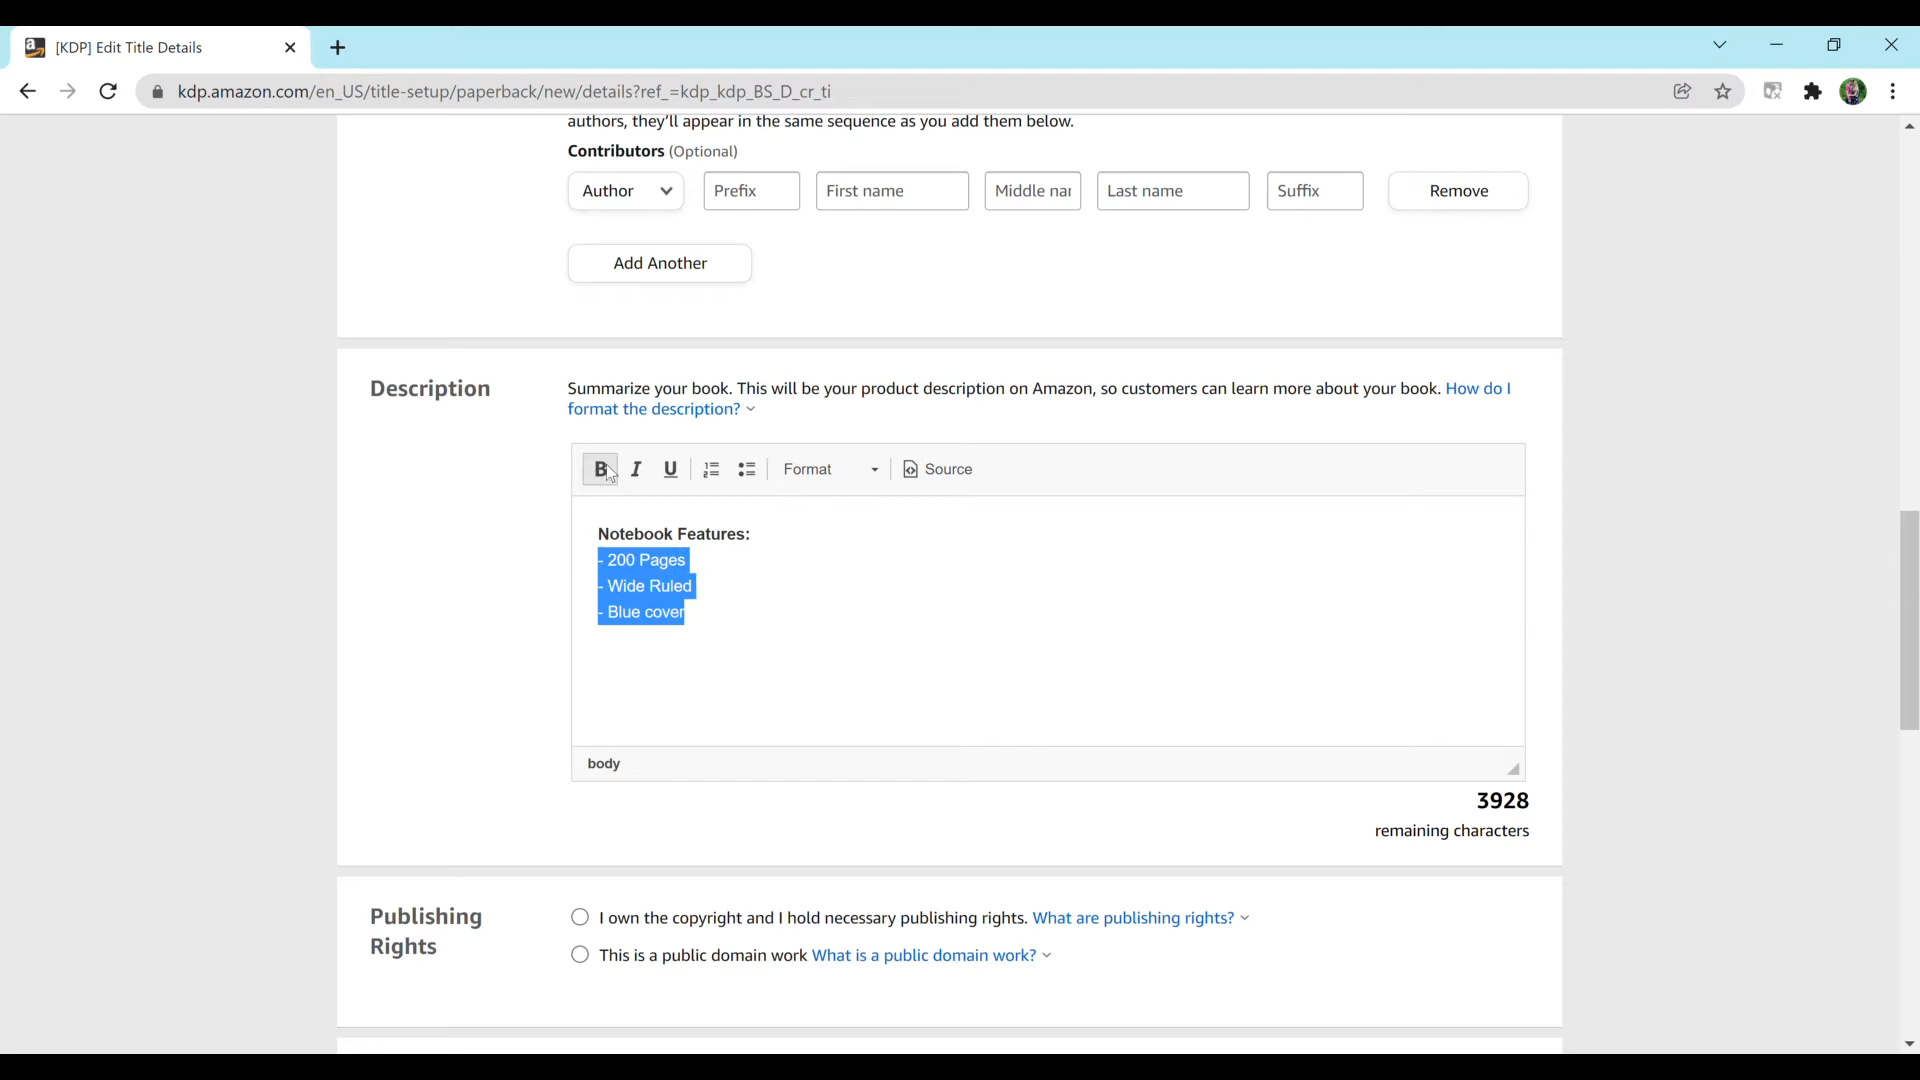 [KDP] Edit Title Details
kdp.amazon.com/en_US/title-setup/paperback/new/details?ref_=kdp_kdp_BS_D_cr_ti
authors, they'll appear in the same sequence as you add them below.
Contributors (Optional)
Author Prefix First name Middle nar Last name Suffix Remove
Add Another
Description
Summarize your book. This will be your product description on Amazon, so customers can learn more about your book. How do I
format the description?
B I U Format Source
Notebook Features:
- 200 Pages
- Wide Ruled
- Blue cover
body
3928
remaining characters
Publishing
Rights
I own the copyright and I hold necessary publishing rights. What are publishing rights?
This is a public domain work What is a public domain work?